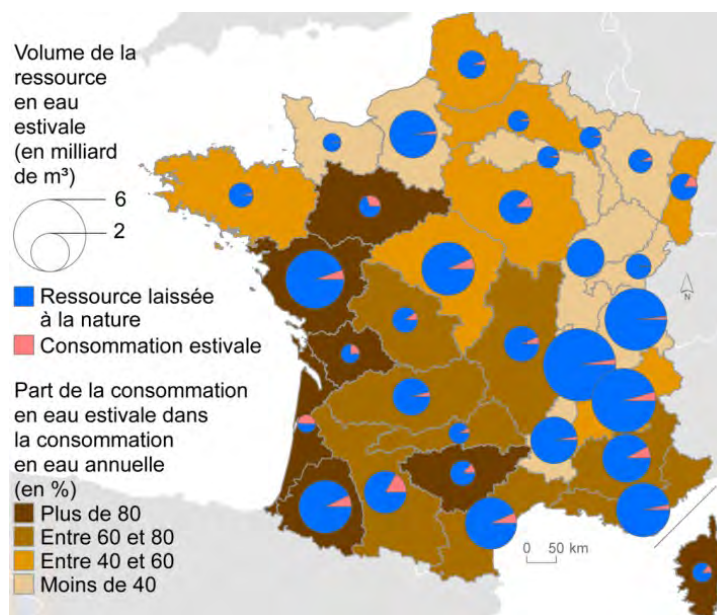 Volume de la
ressource
en eau
estivale
(en milliard
de m³)
6
2
Ressource laissée
à la nature
Consommation estivale
Part de la consommation
en eau estivale dans
la consommation
en eau annuelle
(en %)
Plus de 80
Entre 60 et 80
Entre 40 et 60
Moins de 40
N
0 50 km